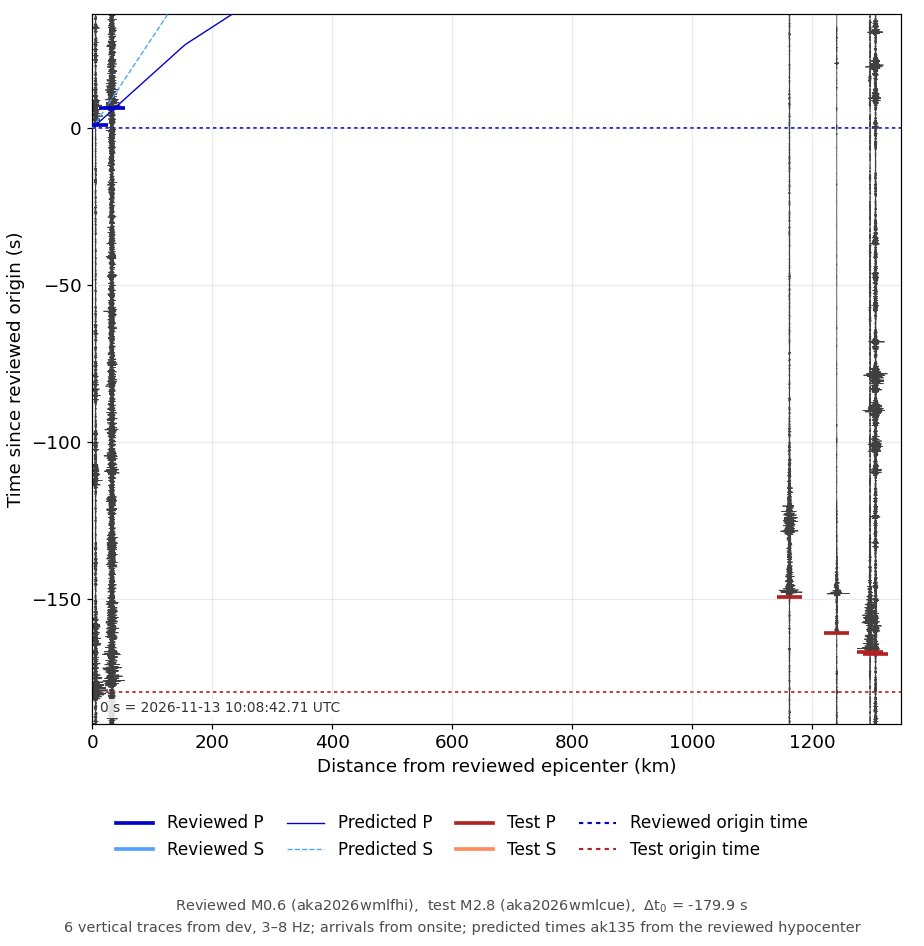 0
−50
−100
−150
Time since reviewed origin (s)
0 s = 2026-11-13 10:08:42.71 UTC
0 200 400 600 800 1000 1200
Distance from reviewed epicenter (km)
Reviewed P Predicted P Test P Reviewed origin time
Reviewed S Predicted S Test S Test origin time
Reviewed M0.6 (aka2026wmlfhi), test M2.8 (aka2026wmlcue), Δt₀ = -179.9 s
6 vertical traces from dev, 3–8 Hz; arrivals from onsite; predicted times ak135 from the reviewed hypocenter